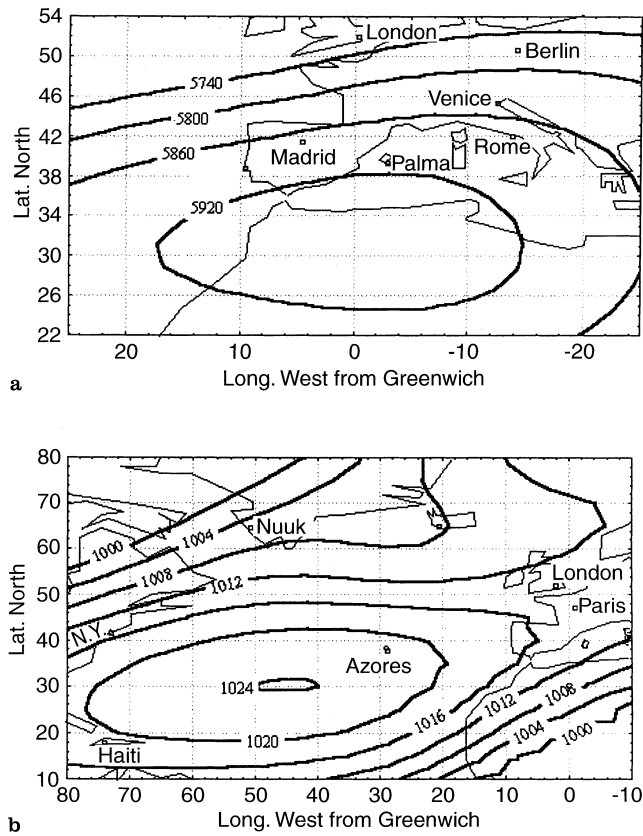 54
50
46
42
38
34
30
26
22
Lat. North
London
Berlin
5740
5800
5860
5920
Venice
Madrid
Palma
Rome
20
10
0
-10
-20
Long. West from Greenwich
a
80
70
60
50
40
30
20
10
Lat. North
1000
1004
1008
1012
Nuuk
London
Paris
N.Y.
Azores
1024
1020
1016
1012
1008
1004
1000
Haiti
80
70
60
50
40
30
20
10
0
-10
Long. West from Greenwich
b